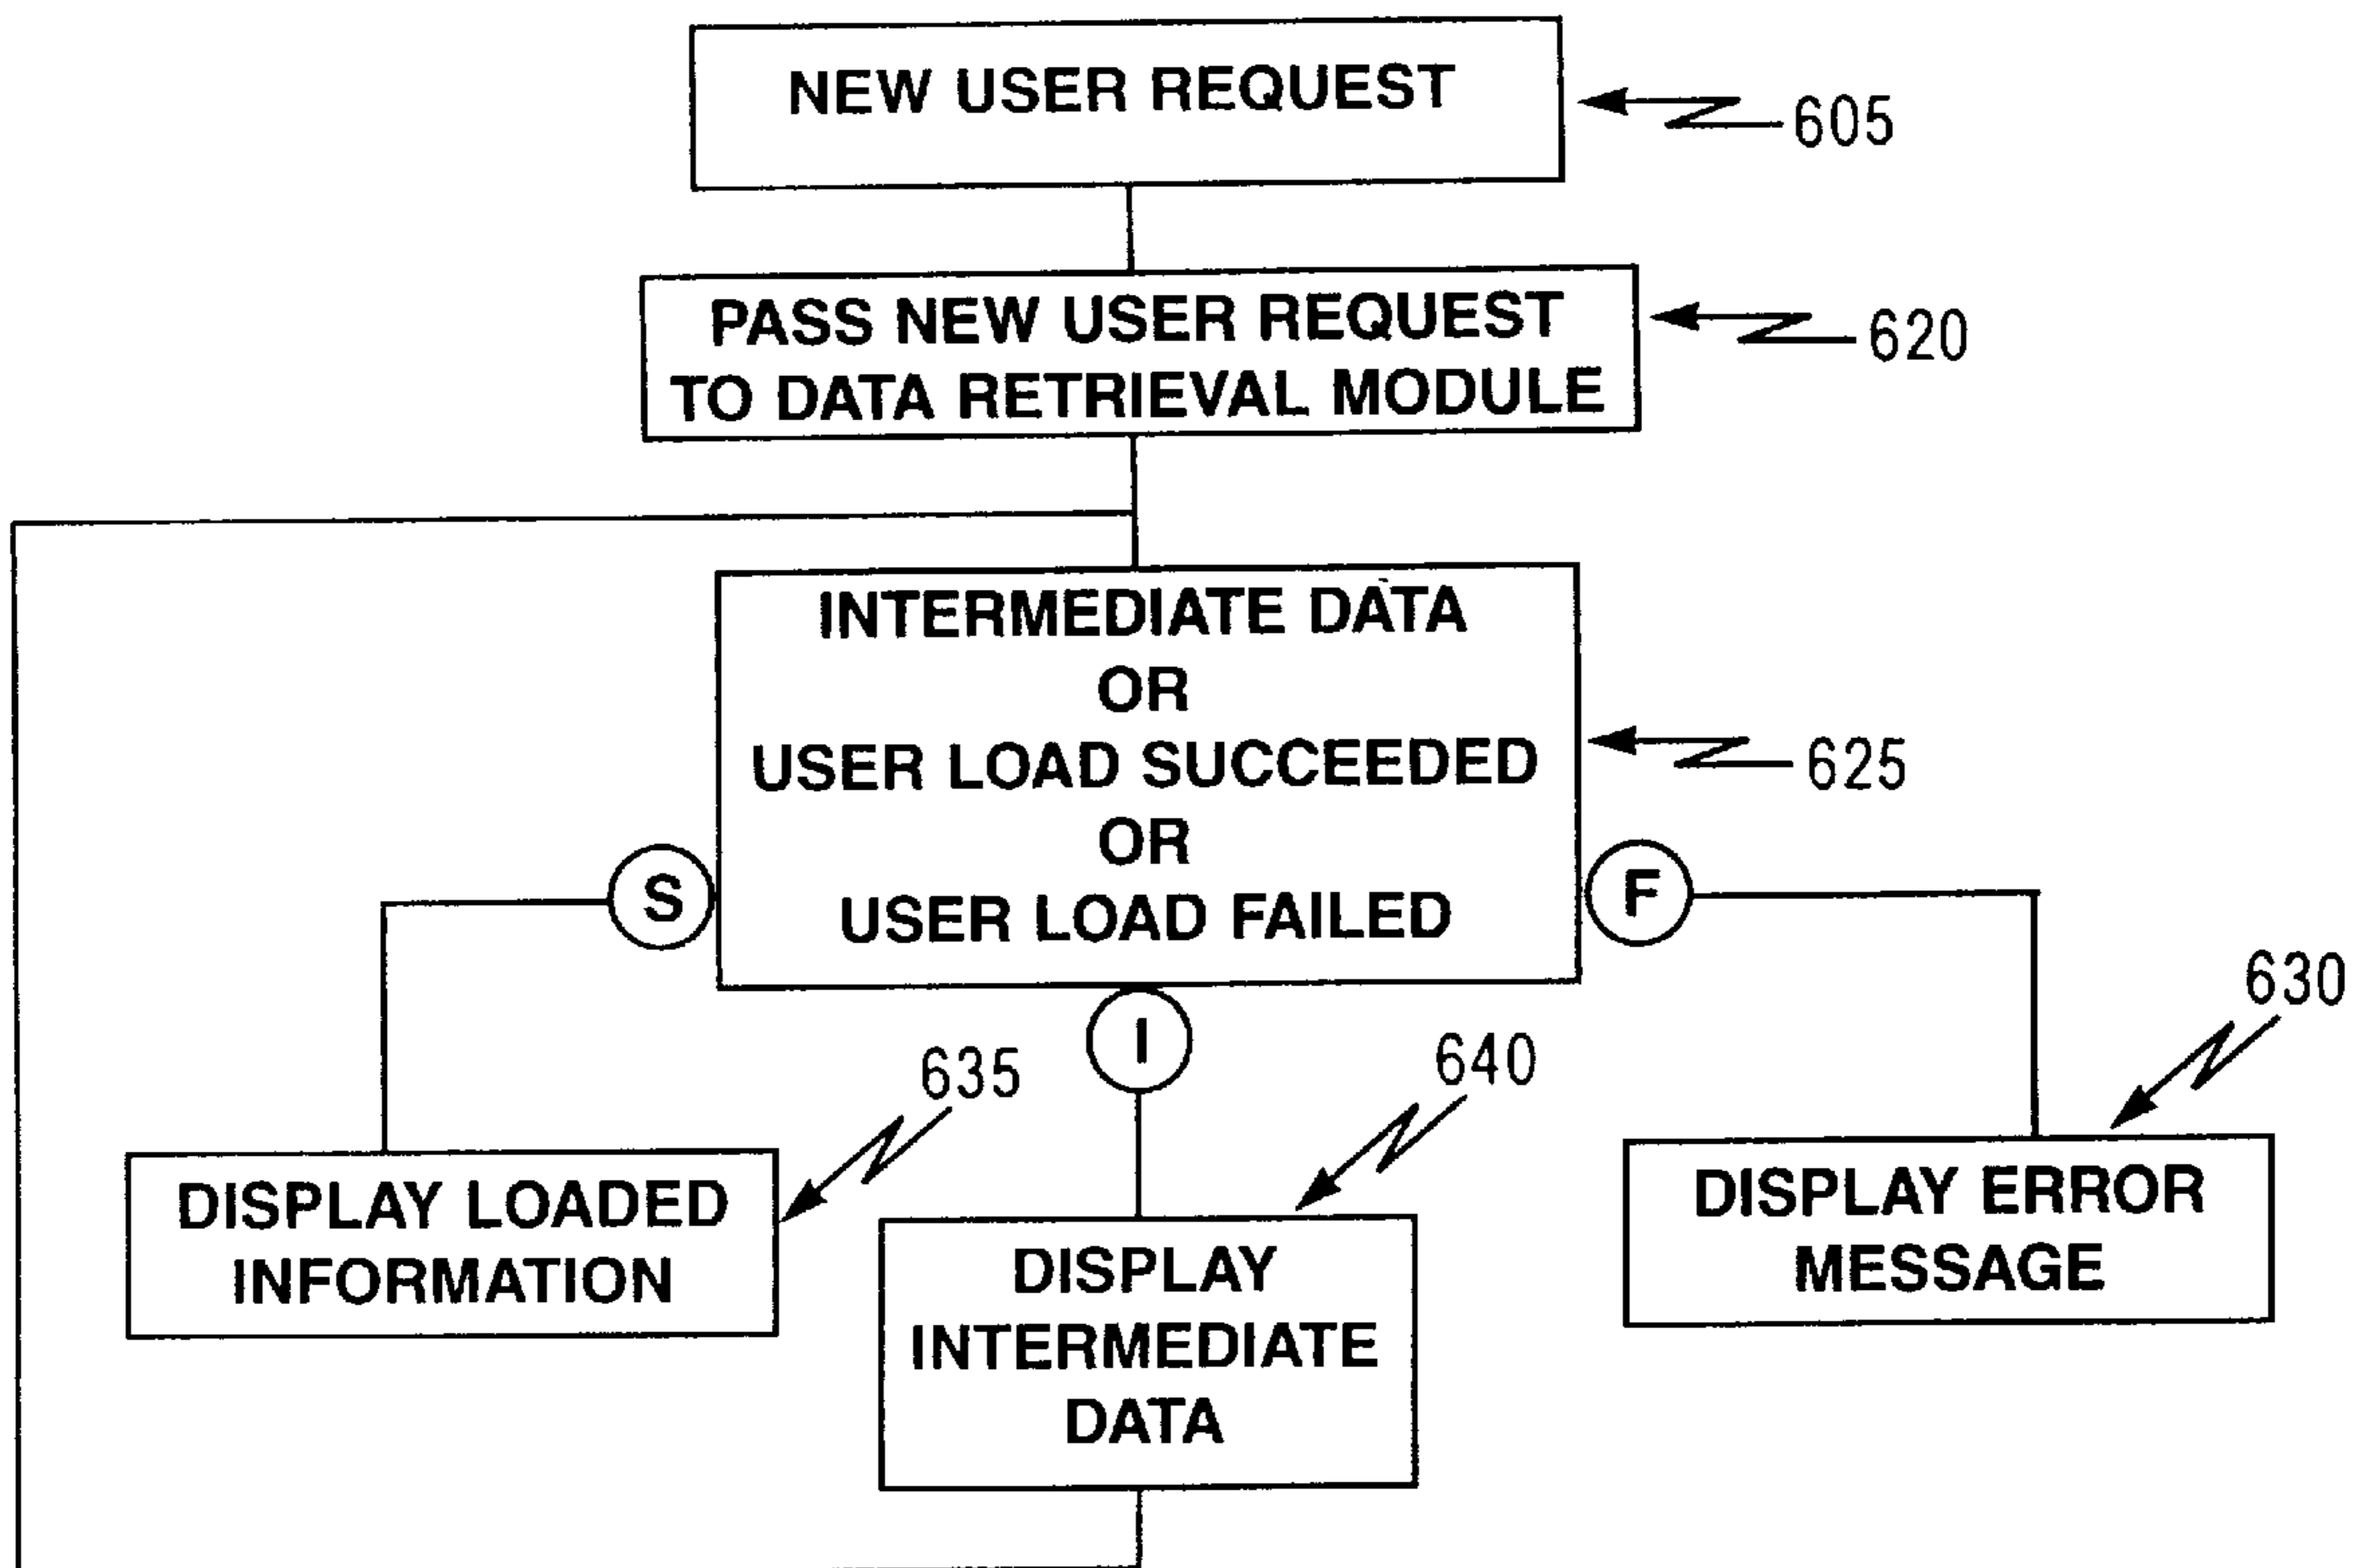 NEW USER REQUEST
605
PASS NEW USER REQUEST
TO DATA RETRIEVAL MODULE
620
INTERMEDIATE DATA
OR
USER LOAD SUCCEEDED
OR
USER LOAD FAILED
625
S
F
I
630
635
640
DISPLAY LOADED
INFORMATION
DISPLAY
INTERMEDIATE
DATA
DISPLAY ERROR
MESSAGE